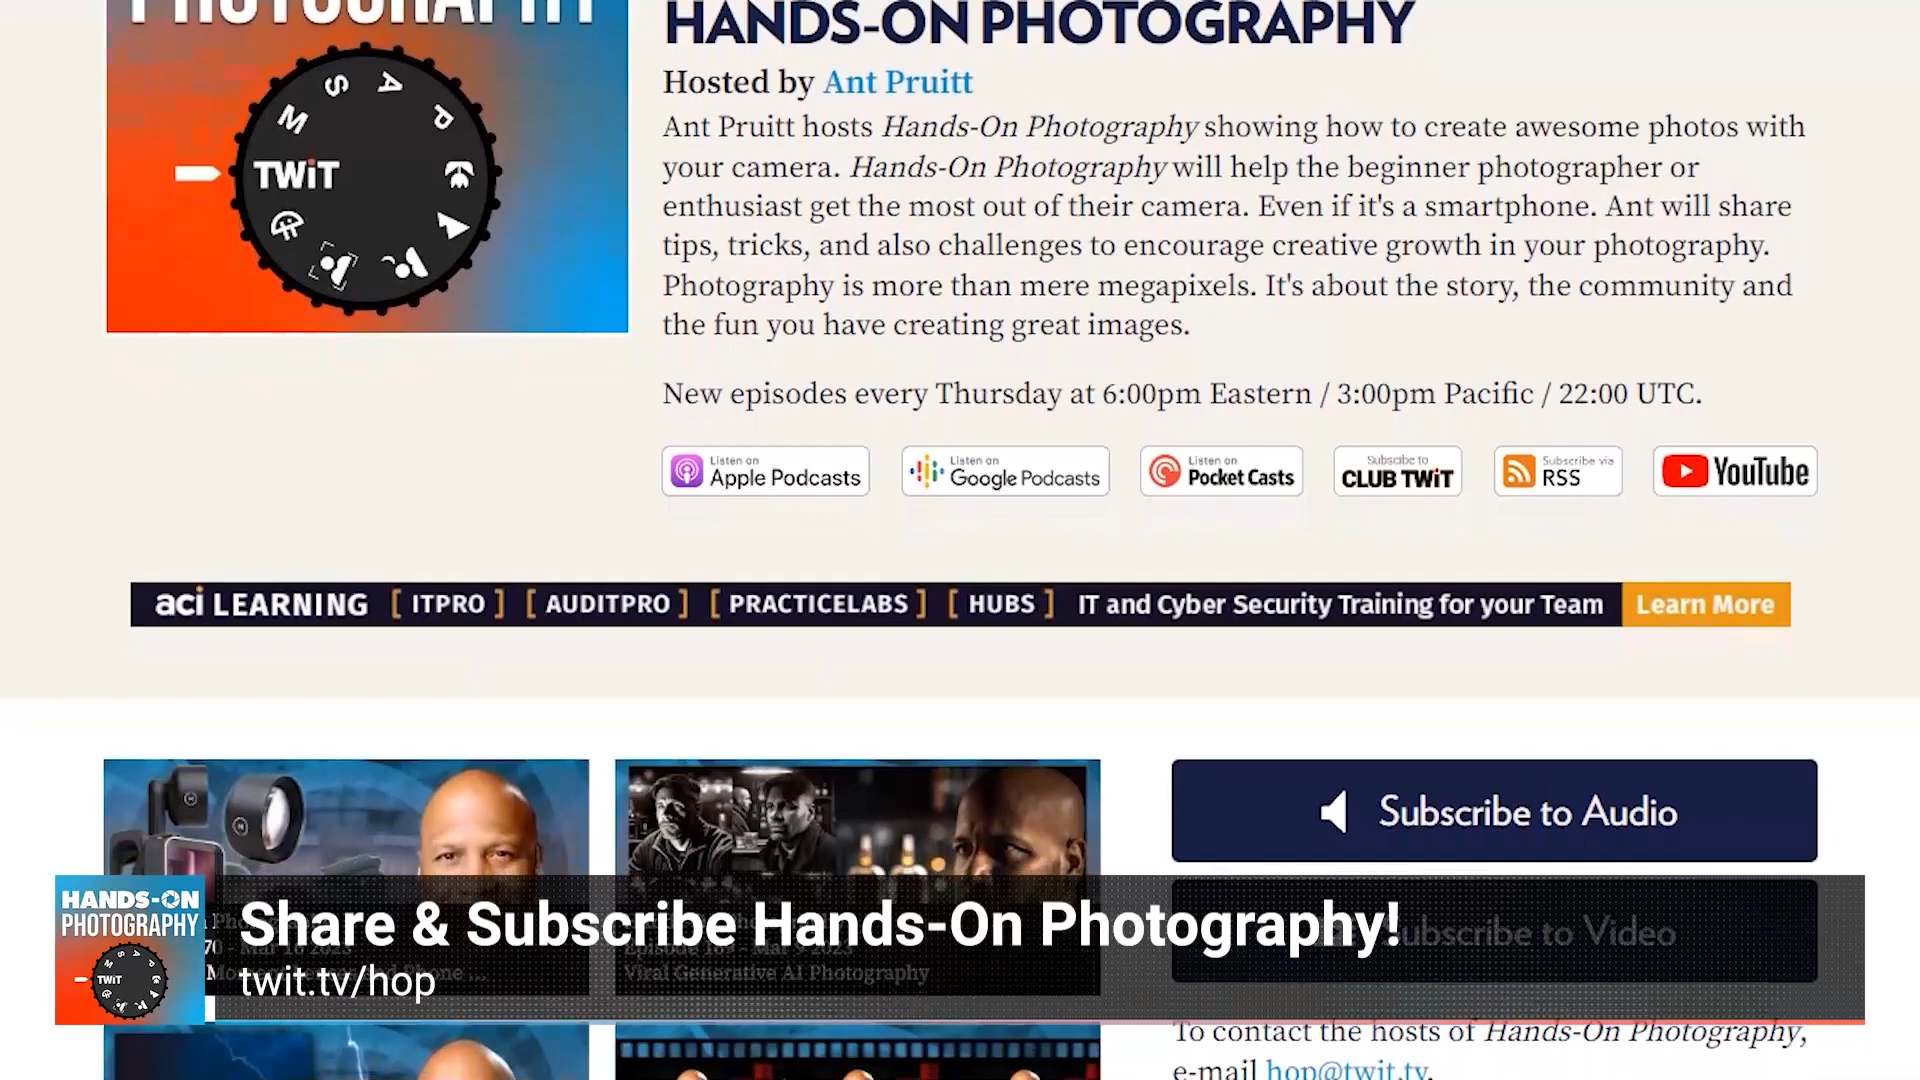 PHOTOGRAPHY
S A
M P
TWiT
HANDS-ON PHOTOGRAPHY
Hosted by Ant Pruitt
Ant Pruitt hosts Hands-On Photography showing how to create awesome photos with
your camera. Hands-On Photography will help the beginner photographer or
enthusiast get the most out of their camera. Even if it's a smartphone. Ant will share
tips, tricks, and also challenges to encourage creative growth in your photography.
Photography is more than mere megapixels. It's about the story, the community and
the fun you have creating great images.
New episodes every Thursday at 6:00pm Eastern / 3:00pm Pacific / 22:00 UTC.
Listen on
Apple Podcasts
Listen on
Google Podcasts
Listen on
Pocket Casts
Subscribe to
CLUB TWiT
Subscribe via
RSS
YouTube
aci LEARNING [ ITPRO ] [ AUDITPRO ] [ PRACTICELABS ] [ HUBS ] IT and Cyber Security Training for your Team Learn More
Subscribe to Audio
Subscribe to Video
HANDS-ON
PHOTOGRAPHY
TWiT
Share & Subscribe Hands-On Photography!
twit.tv/hop
Viral Generative AI Photography
To contact the hosts of Hands-On Photography,
e-mail hop@twit.tv.